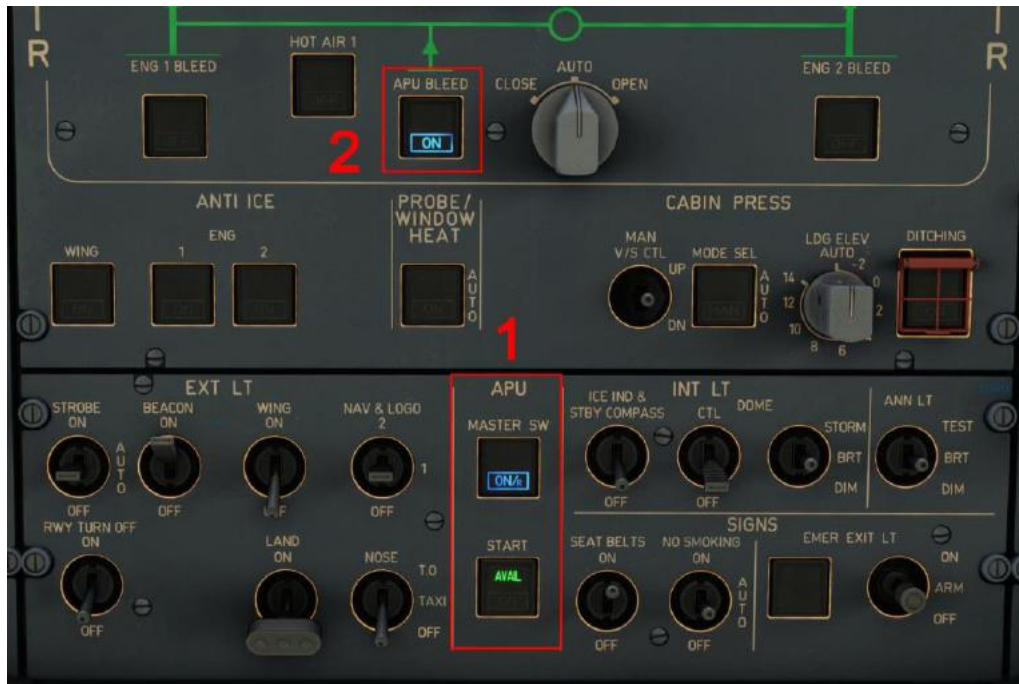 R
HOT AIR 1
ENG 1 BLEED
APU BLEED
ON
2
CLOSE
AUTO
OPEN
ENG 2 BLEED
R
ANTI ICE
WING
ENG
1
2
PROBE/
WINDOW
HEAT
AUTO
CABIN PRESS
MAN
V/S CTL
UP
DN
MODE SEL
AUTO
LDG ELEV
AUTO
-2
0
2
6
8
10
12
14
DITCHING
1
EXT LT
STROBE
ON
AUTO
BEACON
ON
OFF
WING
ON
OFF
NAV & LOGO
2
1
OFF
RWY TURN OFF
ON
OFF
LAND
ON
NOSE
T.O
TAXI
OFF
APU
MASTER SW
ON/R
START
AVAIL
INT LT
ICE IND &
STBY COMPASS
OFF
DOME
CTL
OFF
STORM
BRT
DIM
ANN LT
TEST
BRT
DIM
SIGNS
SEAT BELTS
ON
OFF
NO SMOKING
ON
AUTO
OFF
EMER EXIT LT
ON
ARM
OFF